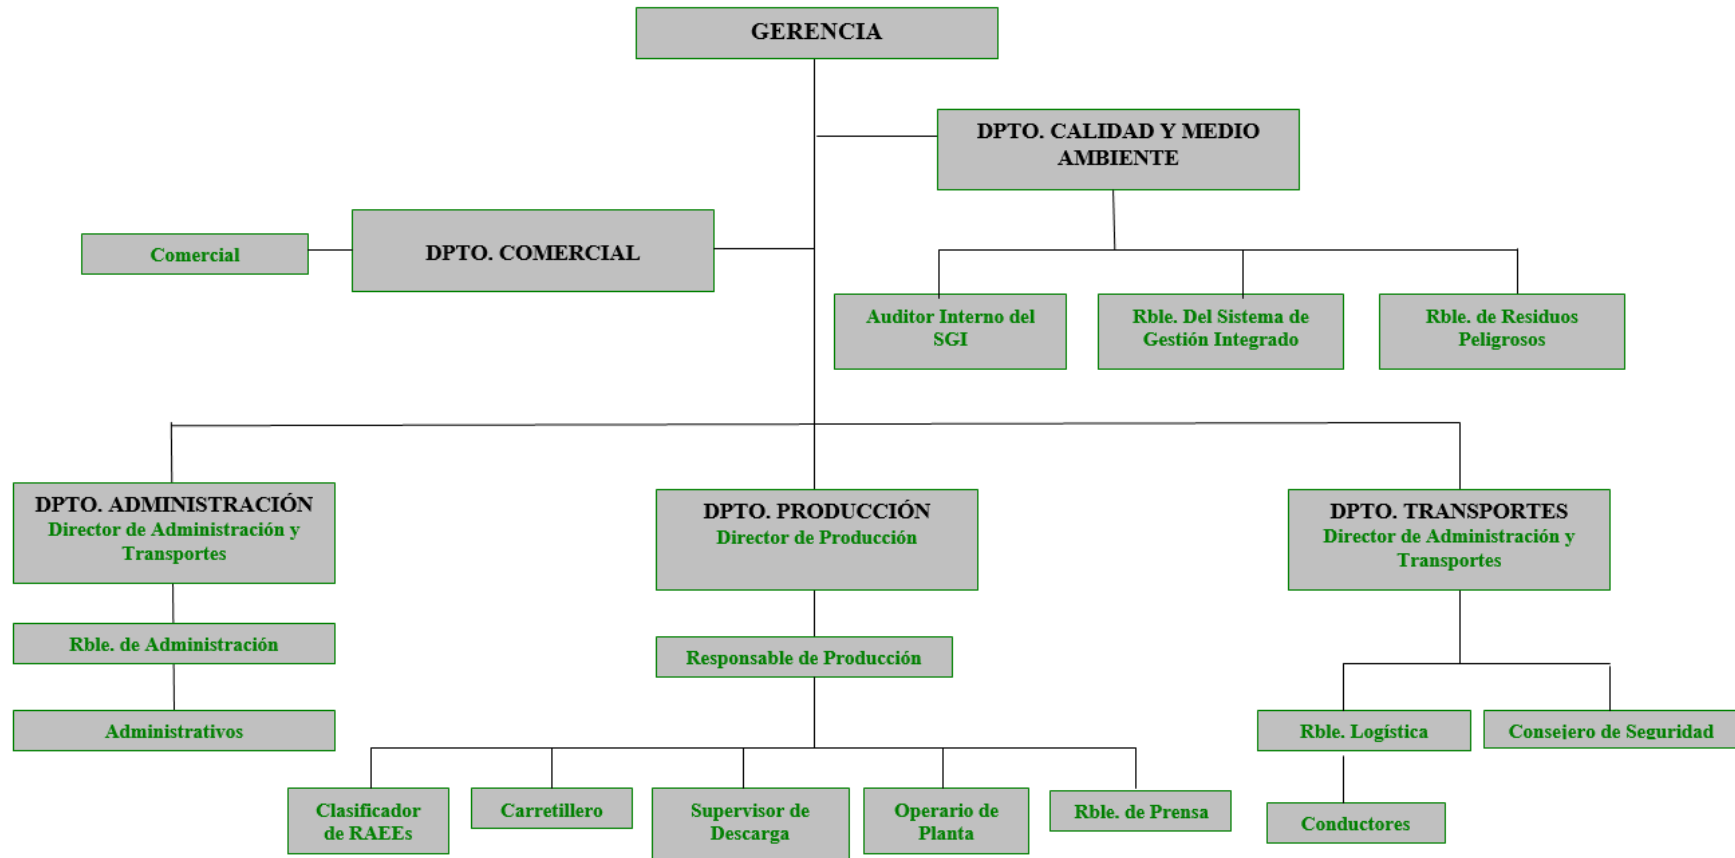 GERENCIA
DPTO. CALIDAD Y MEDIO
AMBIENTE
Comercial
DPTO. COMERCIAL
Auditor Interno del
SGI
Rble. Del Sistema de
Gestión Integrado
Rble. de Residuos
Peligrosos
DPTO. ADMINISTRACIÓN
Director de Administración y
Transportes
DPTO. PRODUCCIÓN
Director de Producción
DPTO. TRANSPORTES
Director de Administración y
Transportes
Rble. de Administración
Responsable de Producción
Administrativos
Rble. Logística
Consejero de Seguridad
Clasificador
de RAEEs
Carretillero
Supervisor de
Descarga
Operario de
Planta
Rble. de Prensa
Conductores